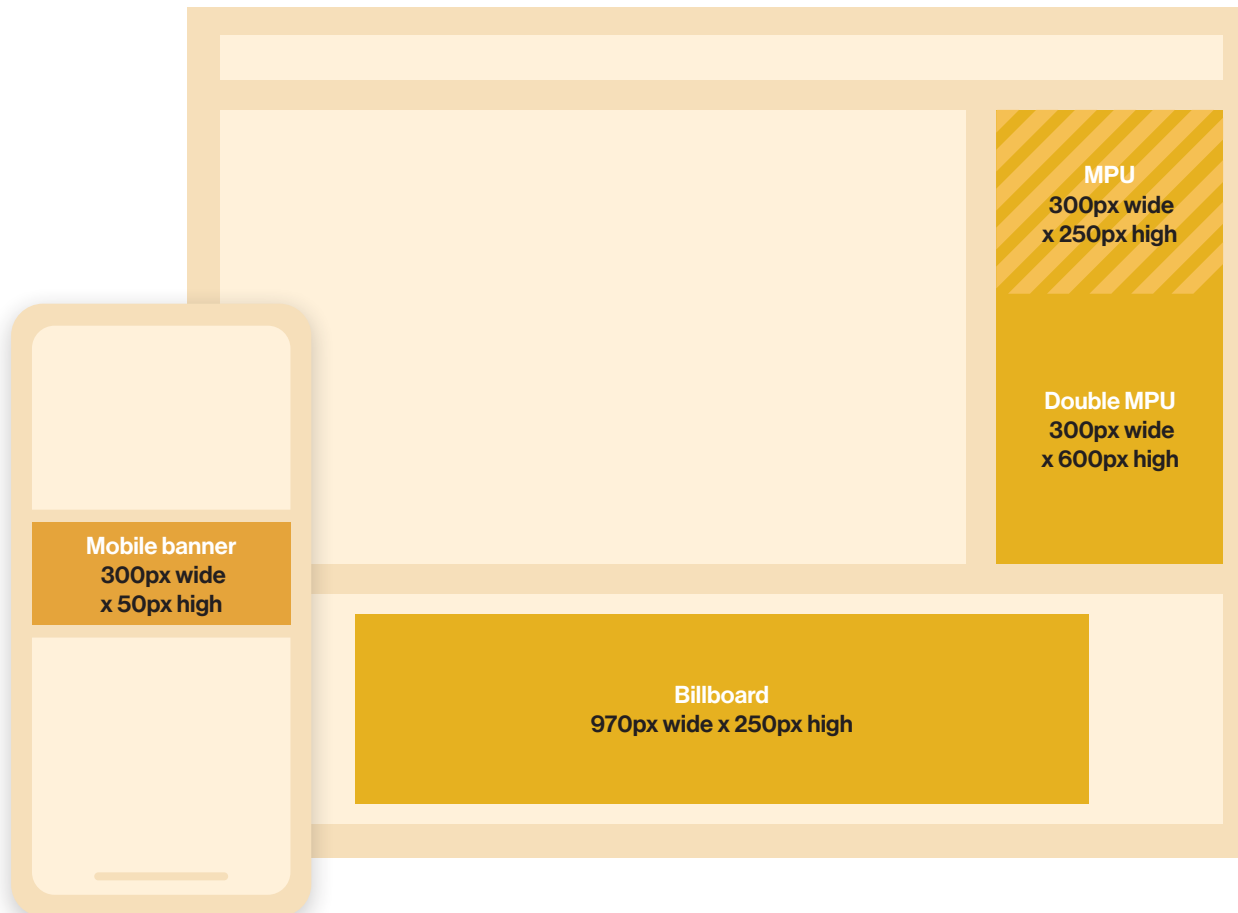 MPU
300px wide
x 250px high
Double MPU
300px wide
x 600px high
Mobile banner
300px wide
x 50px high
Billboard
970px wide x 250px high